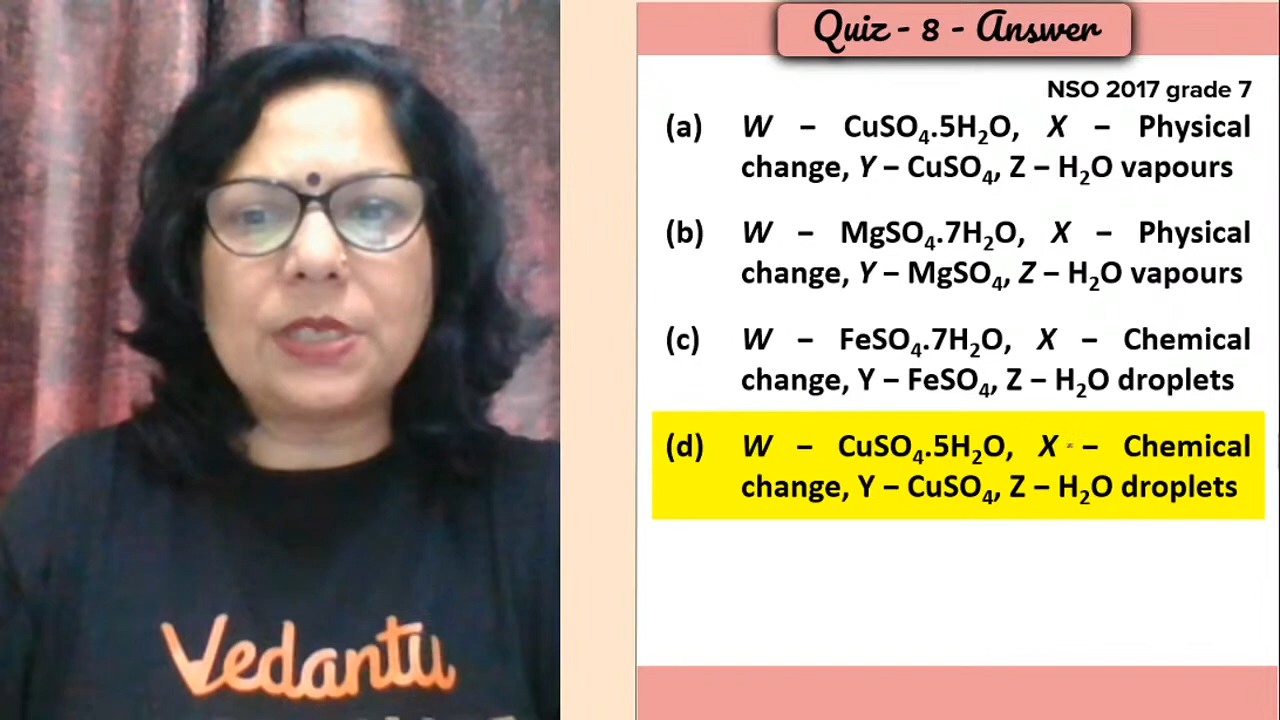 Quiz - 8 - Answer
NSO 2017 grade 7
(a) W – CuSO₄.5H₂O, X – Physical
change, Y – CuSO₄, Z – H₂O vapours
(b) W – MgSO₄.7H₂O, X – Physical
change, Y – MgSO₄, Z – H₂O vapours
(c) W – FeSO₄.7H₂O, X – Chemical
change, Y – FeSO₄, Z – H₂O droplets
(d) W – CuSO₄.5H₂O, X – Chemical
change, Y – CuSO₄, Z – H₂O droplets
Vedantu